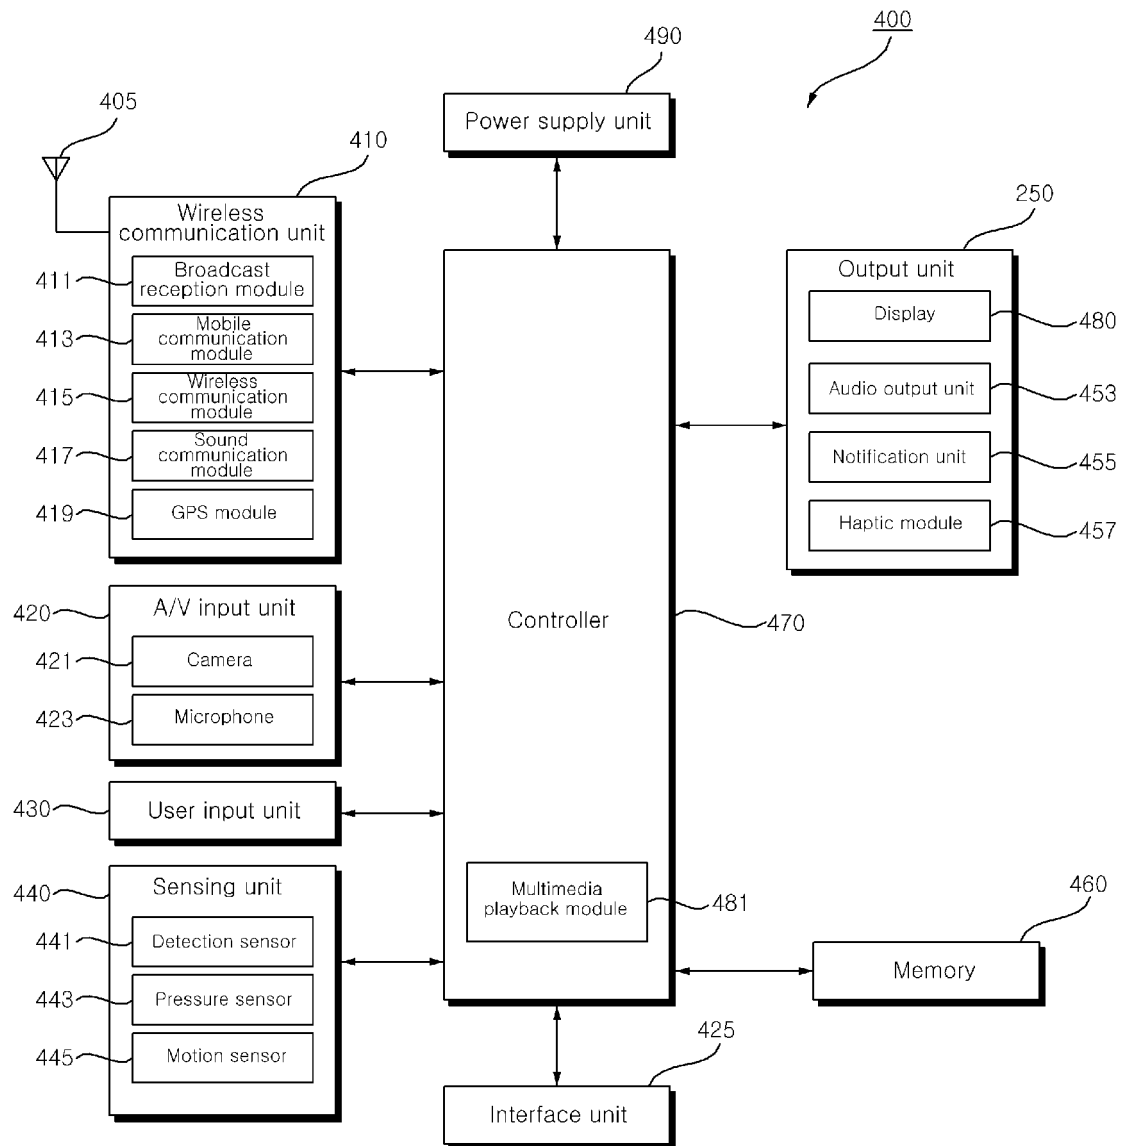 400
490
Power supply unit
405
410
Wireless
communication unit
411
Broadcast
reception module
413
Mobile
communication
module
415
Wireless
communication
module
417
Sound
communication
module
419
GPS module
250
Output unit
Display
480
Audio output unit
453
Notification unit
455
Haptic module
457
420
A/V input unit
421
Camera
423
Microphone
Controller
470
430
User input unit
440
Sensing unit
441
Detection sensor
443
Pressure sensor
445
Motion sensor
Multimedia
playback module
481
460
Memory
425
Interface unit